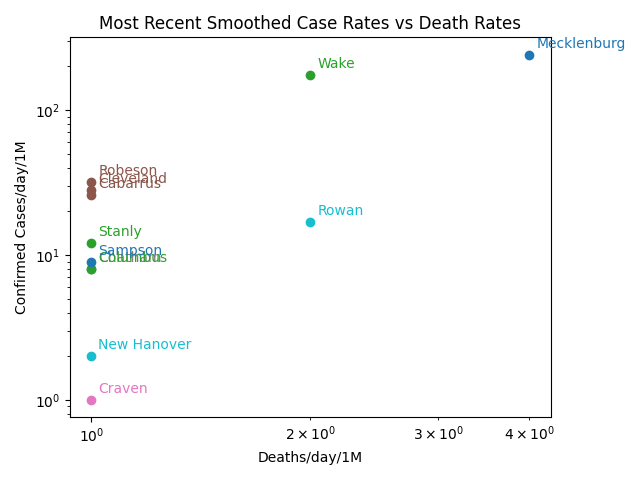 Most Recent Smoothed Case Rates vs Death Rates
Mecklenburg
Wake
Robeson
Cleveland
Cabarrus
Rowan
Stanly
Sampson
Columbus
New Hanover
Craven
Confirmed Cases/day/1M
10²
10¹
10⁰
10⁰
2 × 10⁰
3 × 10⁰
4 × 10⁰
Deaths/day/1M